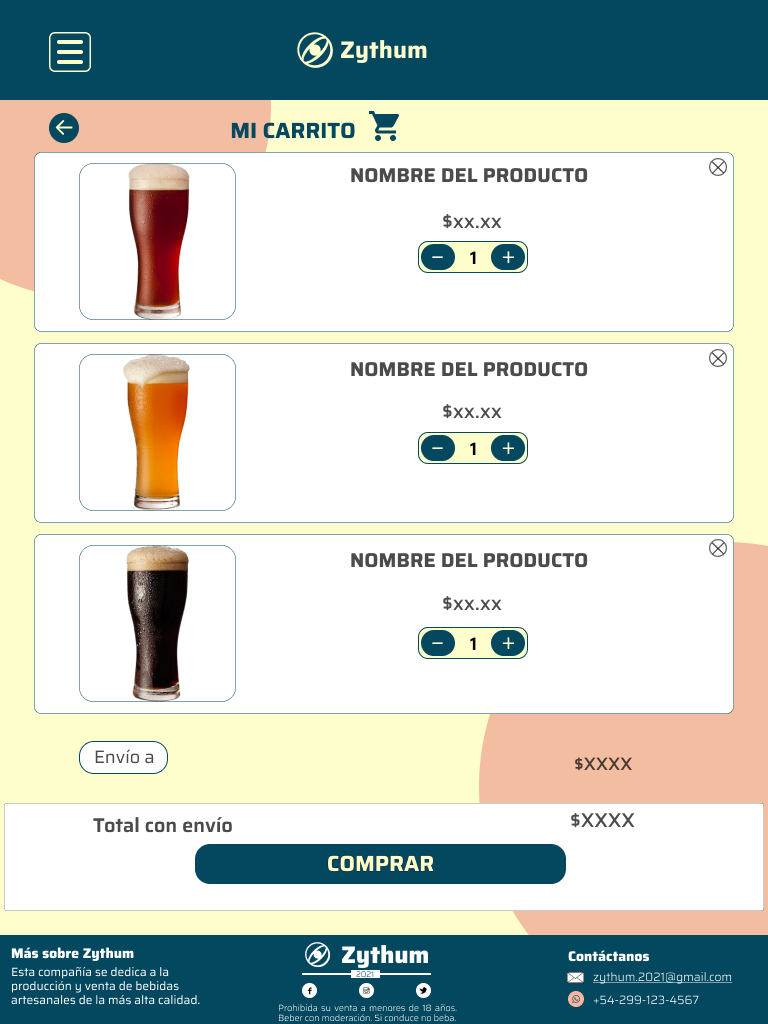 Zythum
MI CARRITO
NOMBRE DEL PRODUCTO
$xx.xx
1
NOMBRE DEL PRODUCTO
$xx.xx
1
NOMBRE DEL PRODUCTO
$xx.xx
1
Envío a
$XXXX
Total con envío
$XXXX
COMPRAR
Más sobre Zythum
Esta compañía se dedica a la
producción y venta de bebidas
artesanales de la más alta calidad.
Zythum
2021
Prohibida su venta a menores de 18 años.
Beber con moderación. Si conduce no beba.
Contáctanos
zythum.2021@gmail.com
+54-299-123-4567